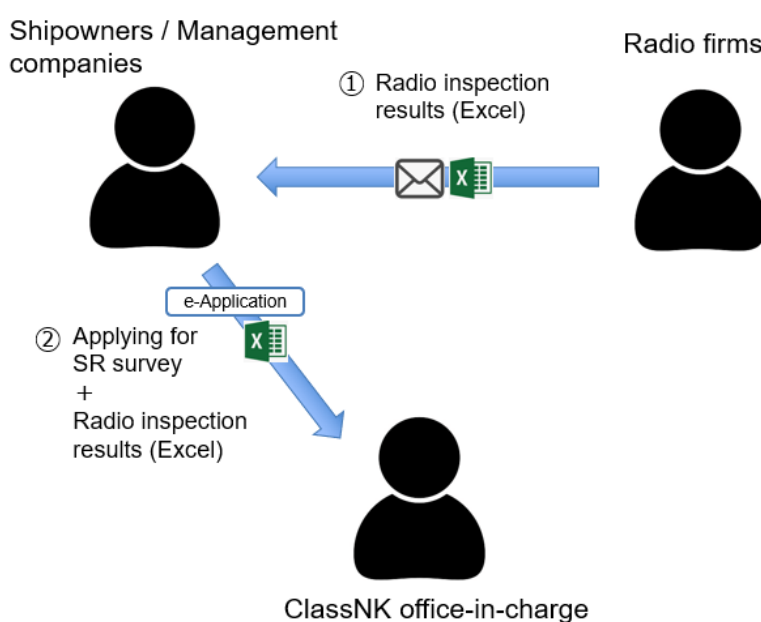 Shipowners / Management
companies
Radio firms
① Radio inspection
results (Excel)
X
e-Application
X
② Applying for
SR survey
+
Radio inspection
results (Excel)
ClassNK office-in-charge